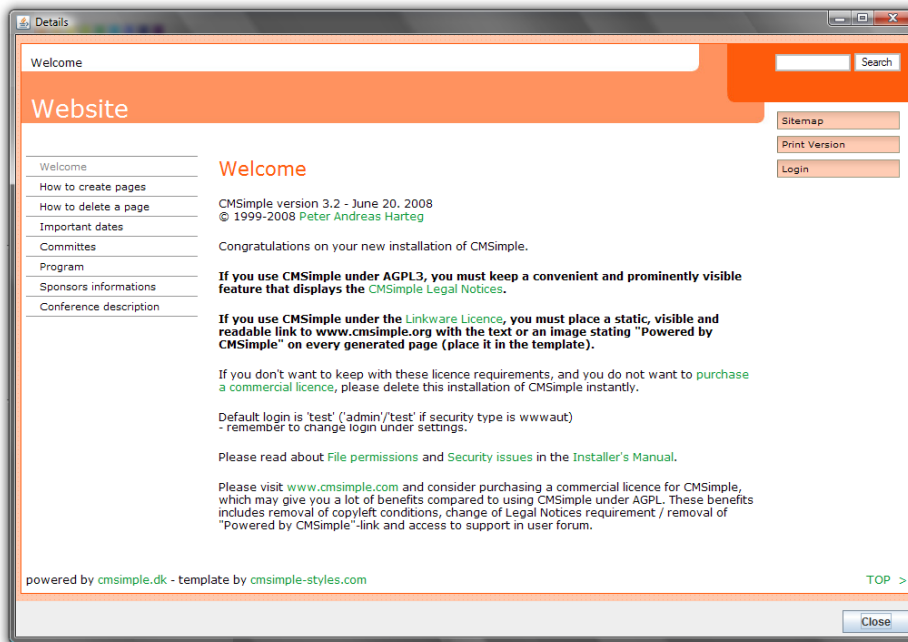 Details
Welcome
Search
Website
Sitemap
Print Version
Login
Welcome
How to create pages
How to delete a page
Important dates
Committes
Program
Sponsors informations
Conference description
Welcome
CMSimple version 3.2 - June 20. 2008
© 1999-2008 Peter Andreas Harteg
Congratulations on your new installation of CMSimple.
If you use CMSimple under AGPL3, you must keep a convenient and prominently visible
feature that displays the CMSimple Legal Notices.
If you use CMSimple under the Linkware Licence, you must place a static, visible and
readable link to www.cmsimple.org with the text or an image stating "Powered by
CMSimple" on every generated page (place it in the template).
If you don't want to keep with these licence requirements, and you do not want to purchase
a commercial licence, please delete this installation of CMSimple instantly.
Default login is 'test' ('admin'/'test' if security type is wwwaut)
- remember to change login under settings.
Please read about File permissions and Security issues in the Installer's Manual.
Please visit www.cmsimple.com and consider purchasing a commercial licence for CMSimple,
which may give you a lot of benefits compared to using CMSimple under AGPL. These benefits
includes removal of copyleft conditions, change of Legal Notices requirement / removal of
"Powered by CMSimple"-link and access to support in user forum.
powered by cmsimple.dk - template by cmsimple-styles.com
TOP >
Close